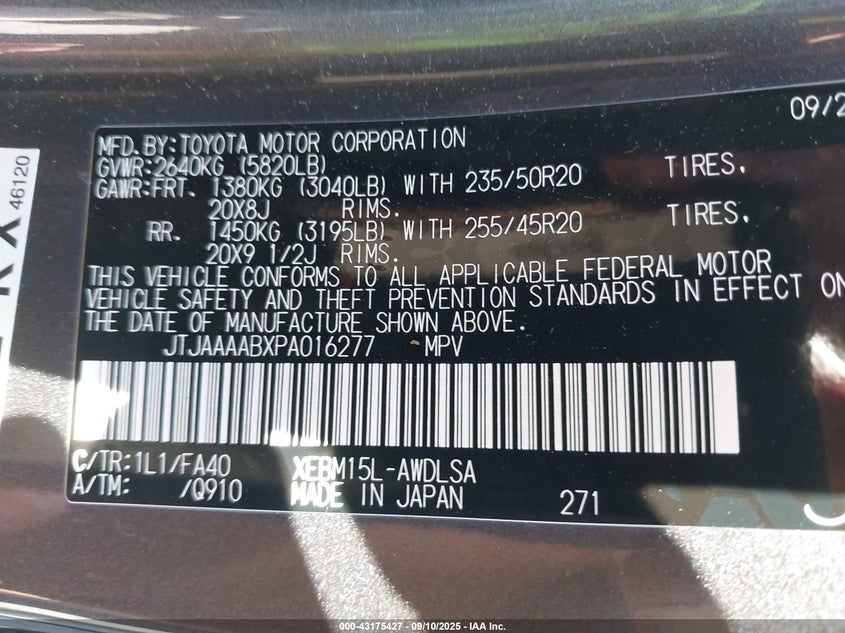 09/2
MFD. BY:TOYOTA MOTOR CORPORATION
GVWR:2640KG (5820LB)
GAWR:FRT. 1380KG (3040LB) WITH 235/50R20 TIRES.
20X8J RIMS.
RR. 1450KG (3195LB) WITH 255/45R20 TIRES.
20X9 1/2J RIMS.
THIS VEHICLE CONFORMS TO ALL APPLICABLE FEDERAL MOTOR
VEHICLE SAFETY AND THEFT PREVENTION STANDARDS IN EFFECT ON
THE DATE OF MANUFACTURE SHOWN ABOVE.
JTJAAAABXPA016277 MPV
C/TR:1L1/FA40 XEBM15L-AWDLSA
A/TM: /Q910 MADE IN JAPAN 271
46120
000-43175427 - 09/10/2025 - IAA Inc.